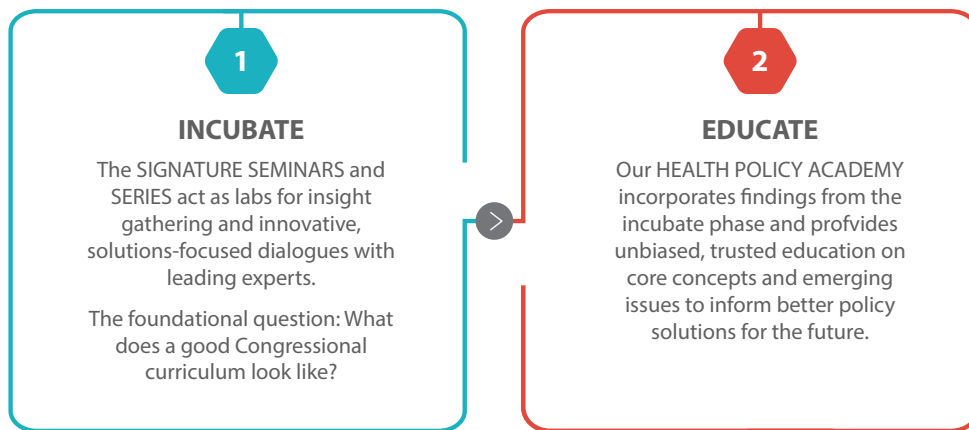 1
INCUBATE
The SIGNATURE SEMINARS and
SERIES act as labs for insight
gathering and innovative,
solutions-focused dialogues with
leading experts.
The foundational question: What
does a good Congressional
curriculum look like?
2
EDUCATE
Our HEALTH POLICY ACADEMY
incorporates findings from the
incubate phase and profvides
unbiased, trusted education on
core concepts and emerging
issues to inform better policy
solutions for the future.